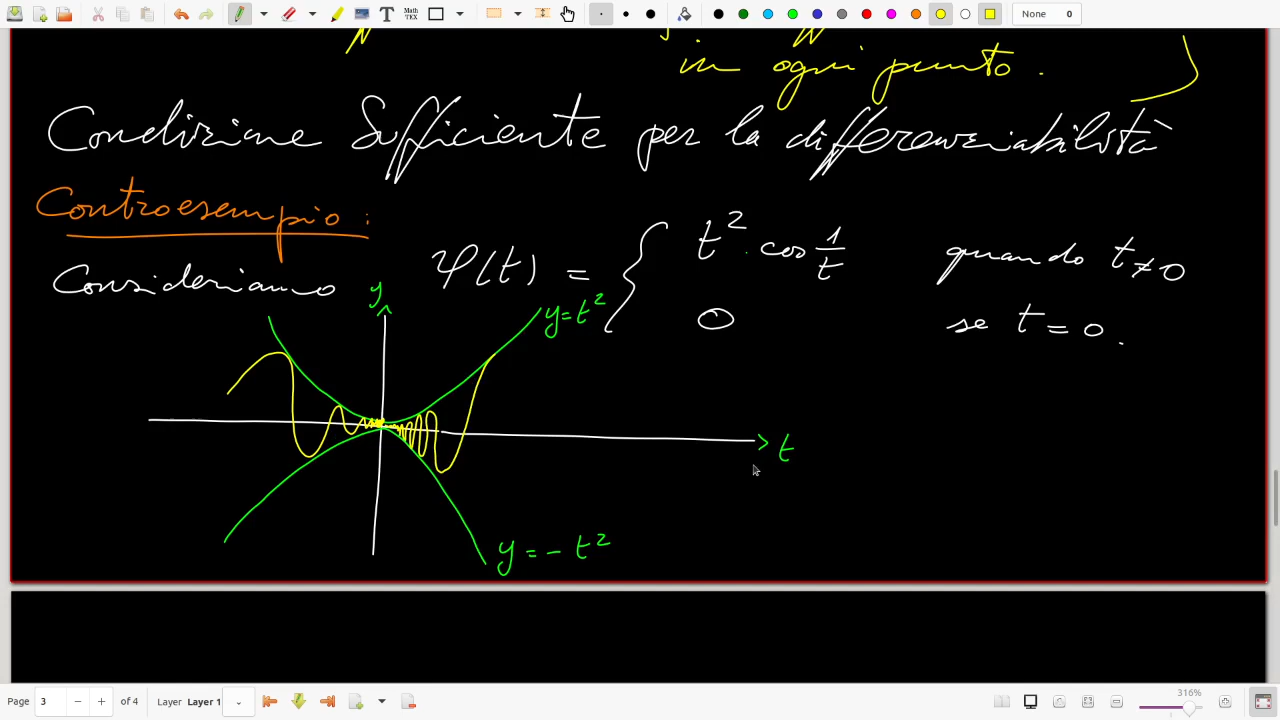 None 0
in ogni punto.
Condizione Sufficiente per la differenziabilità
Controesempio:
Consideriamo φ(t) = { t² · cos 1/t quando t ≠ 0
0 se t = 0.
y
y = t²
t
y = - t²
Page 3 of 4 Layer Layer 1 316%